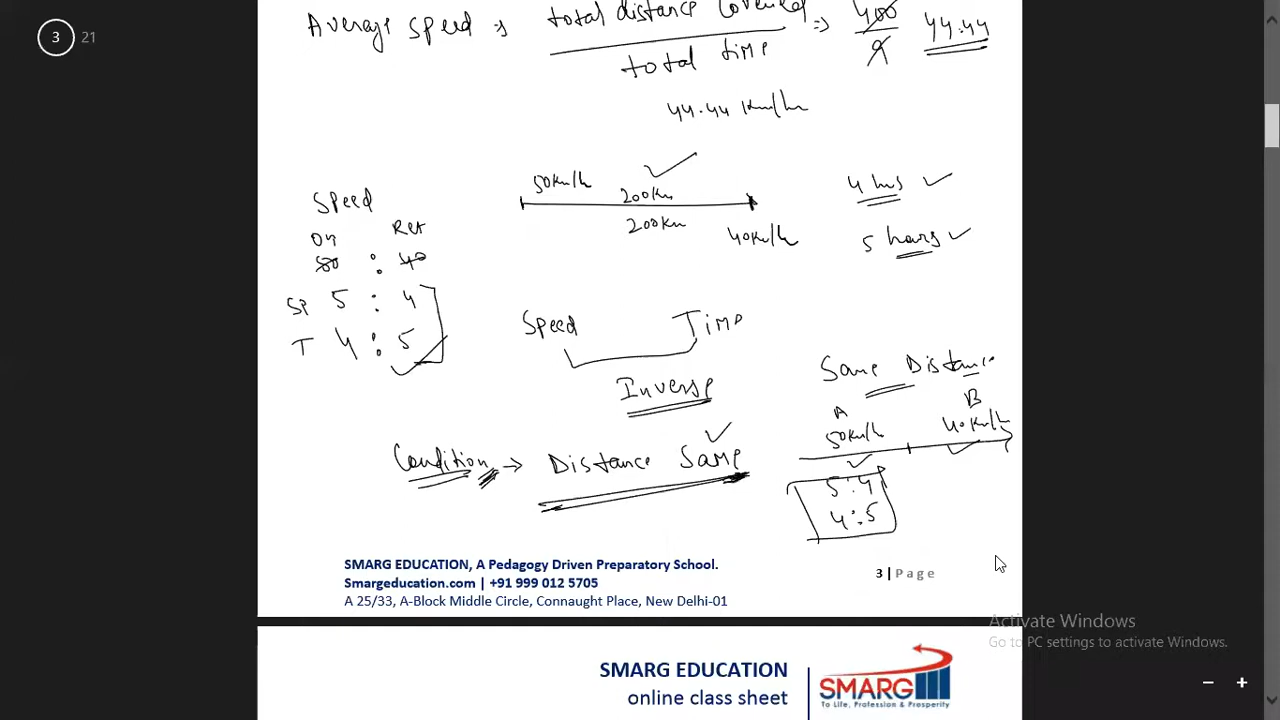 3 21
Average speed ⇒ total distance covered / total time ⇒ 400/9 44.44
44.44 Km/hr
50Km/h
200Km
200Km
40Km/h
4 hrs ✓
5 hours ✓
Speed
On Ret
50 : 40
SP 5 : 4
T 4 : 5
Speed Time
Inverse
Condition → Distance Same
Same Distance
A B
50Km/h 40Km/h
5:4
4:5
SMARG EDUCATION, A Pedagogy Driven Preparatory School.
Smargeducation.com | +91 999 012 5705
A 25/33, A-Block Middle Circle, Connaught Place, New Delhi-01
3 | Page
Activate Windows
Go to PC settings to activate Windows.
SMARG EDUCATION
online class sheet
SMARG
To Life, Profession & Prosperity